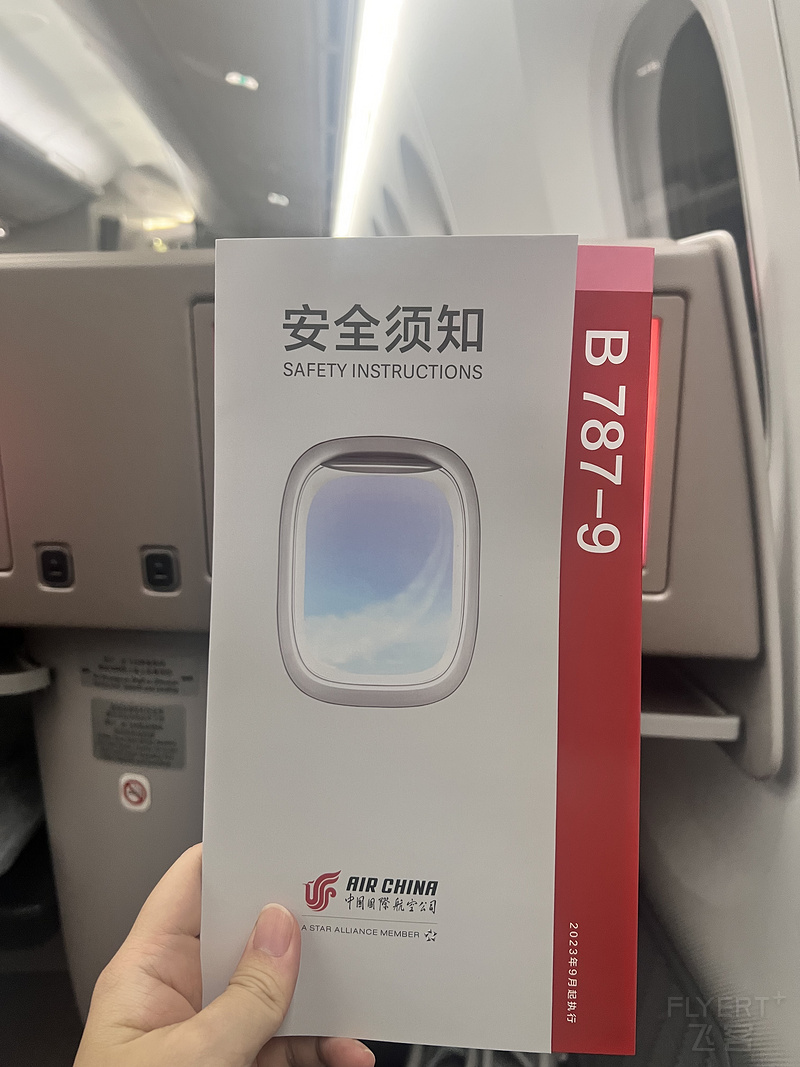 安全须知
SAFETY INSTRUCTIONS
B 787-9
AIR CHINA
中国国际航空公司
A STAR ALLIANCE MEMBER
2023年9月起执行
FLYERT+
飞客